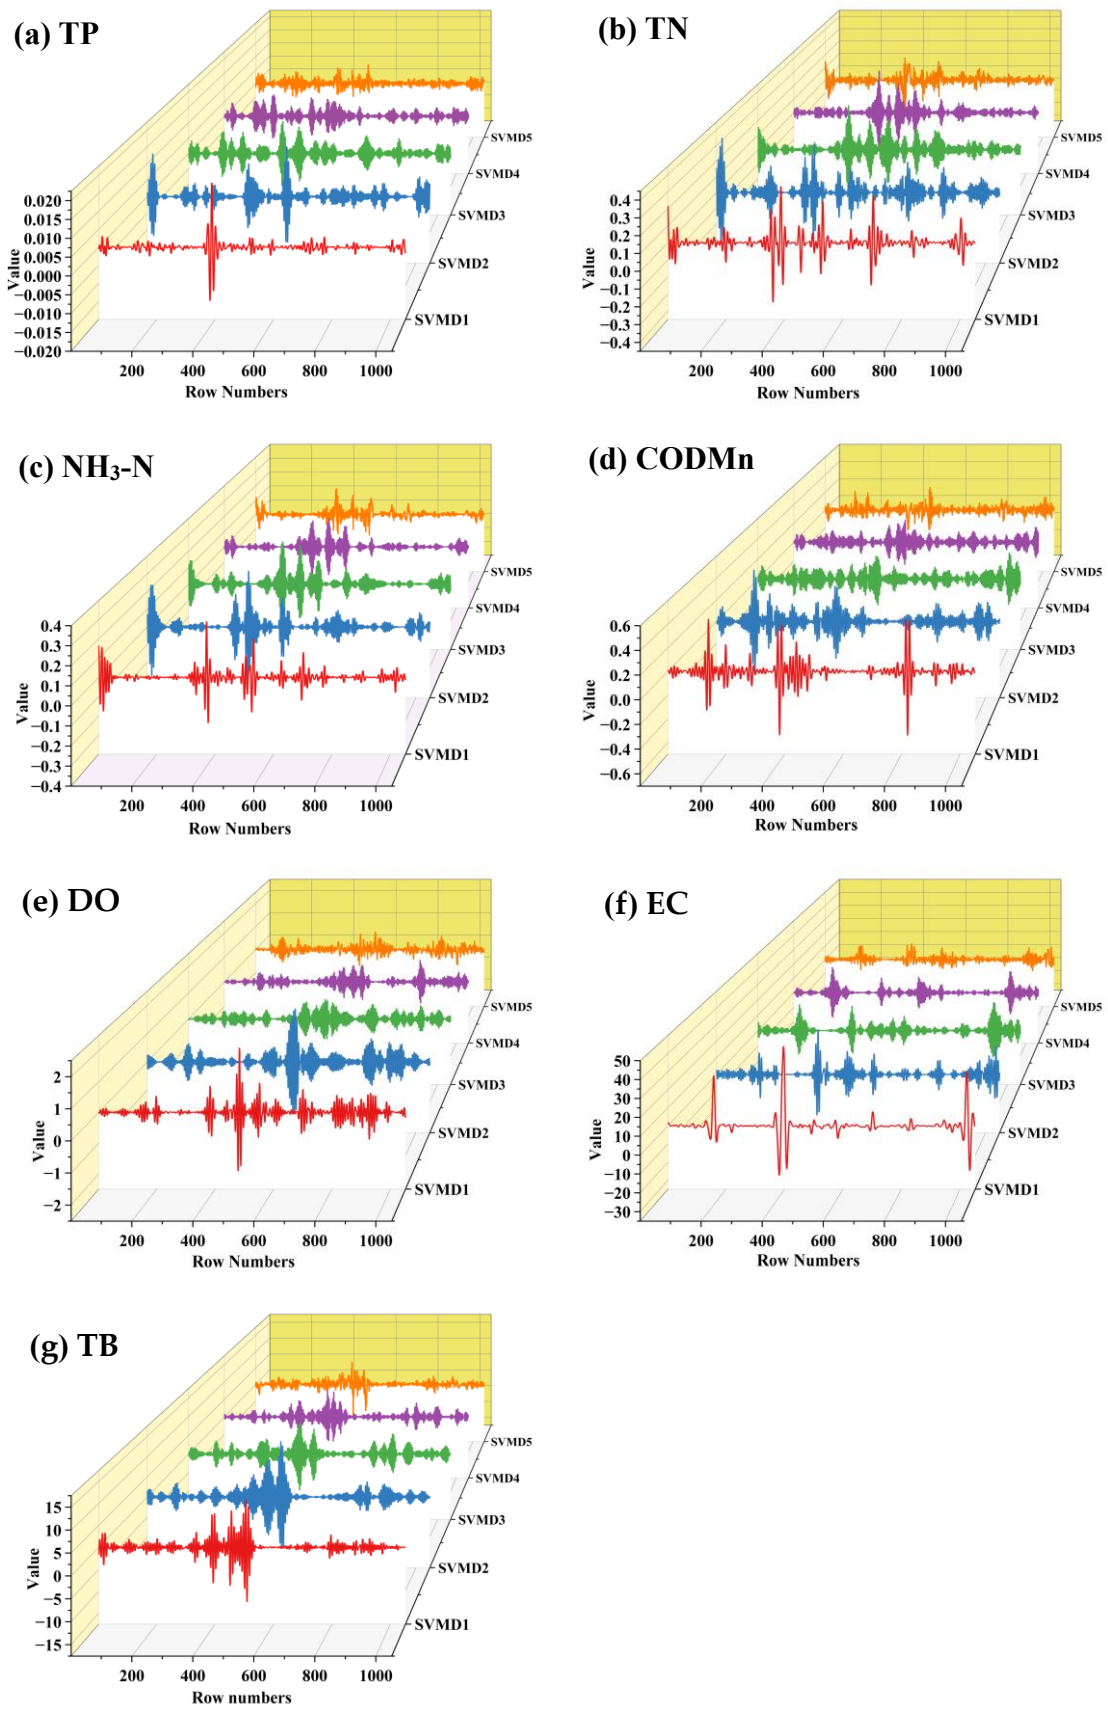 (a) TP
0.020
0.015
0.010
0.005
0.000
−0.005
−0.010
−0.015
−0.020
Value
200 400 600 800 1000
Row Numbers
SVMD5
SVMD4
SVMD3
SVMD2
SVMD1
(b) TN
0.4
0.3
0.2
0.1
0.0
−0.1
−0.2
−0.3
−0.4
Value
200 400 600 800 1000
Row Numbers
SVMD5
SVMD4
SVMD3
SVMD2
SVMD1
(c) NH₃-N
0.4
0.3
0.2
0.1
0.0
−0.1
−0.2
−0.3
−0.4
Value
200 400 600 800 1000
Row Numbers
SVMD5
SVMD4
SVMD3
SVMD2
SVMD1
(d) CODMn
0.6
0.4
0.2
0.0
−0.2
−0.4
−0.6
Value
200 400 600 800 1000
Row Numbers
SVMD5
SVMD4
SVMD3
SVMD2
SVMD1
(e) DO
2
1
0
−1
−2
Value
200 400 600 800 1000
Row Numbers
SVMD5
SVMD4
SVMD3
SVMD2
SVMD1
(f) EC
50
40
30
20
10
0
−10
−20
−30
Value
200 400 600 800 1000
Row Numbers
SVMD5
SVMD4
SVMD3
SVMD2
SVMD1
(g) TB
15
10
5
0
−5
−10
−15
Value
200 400 600 800 1000
Row numbers
SVMD5
SVMD4
SVMD3
SVMD2
SVMD1